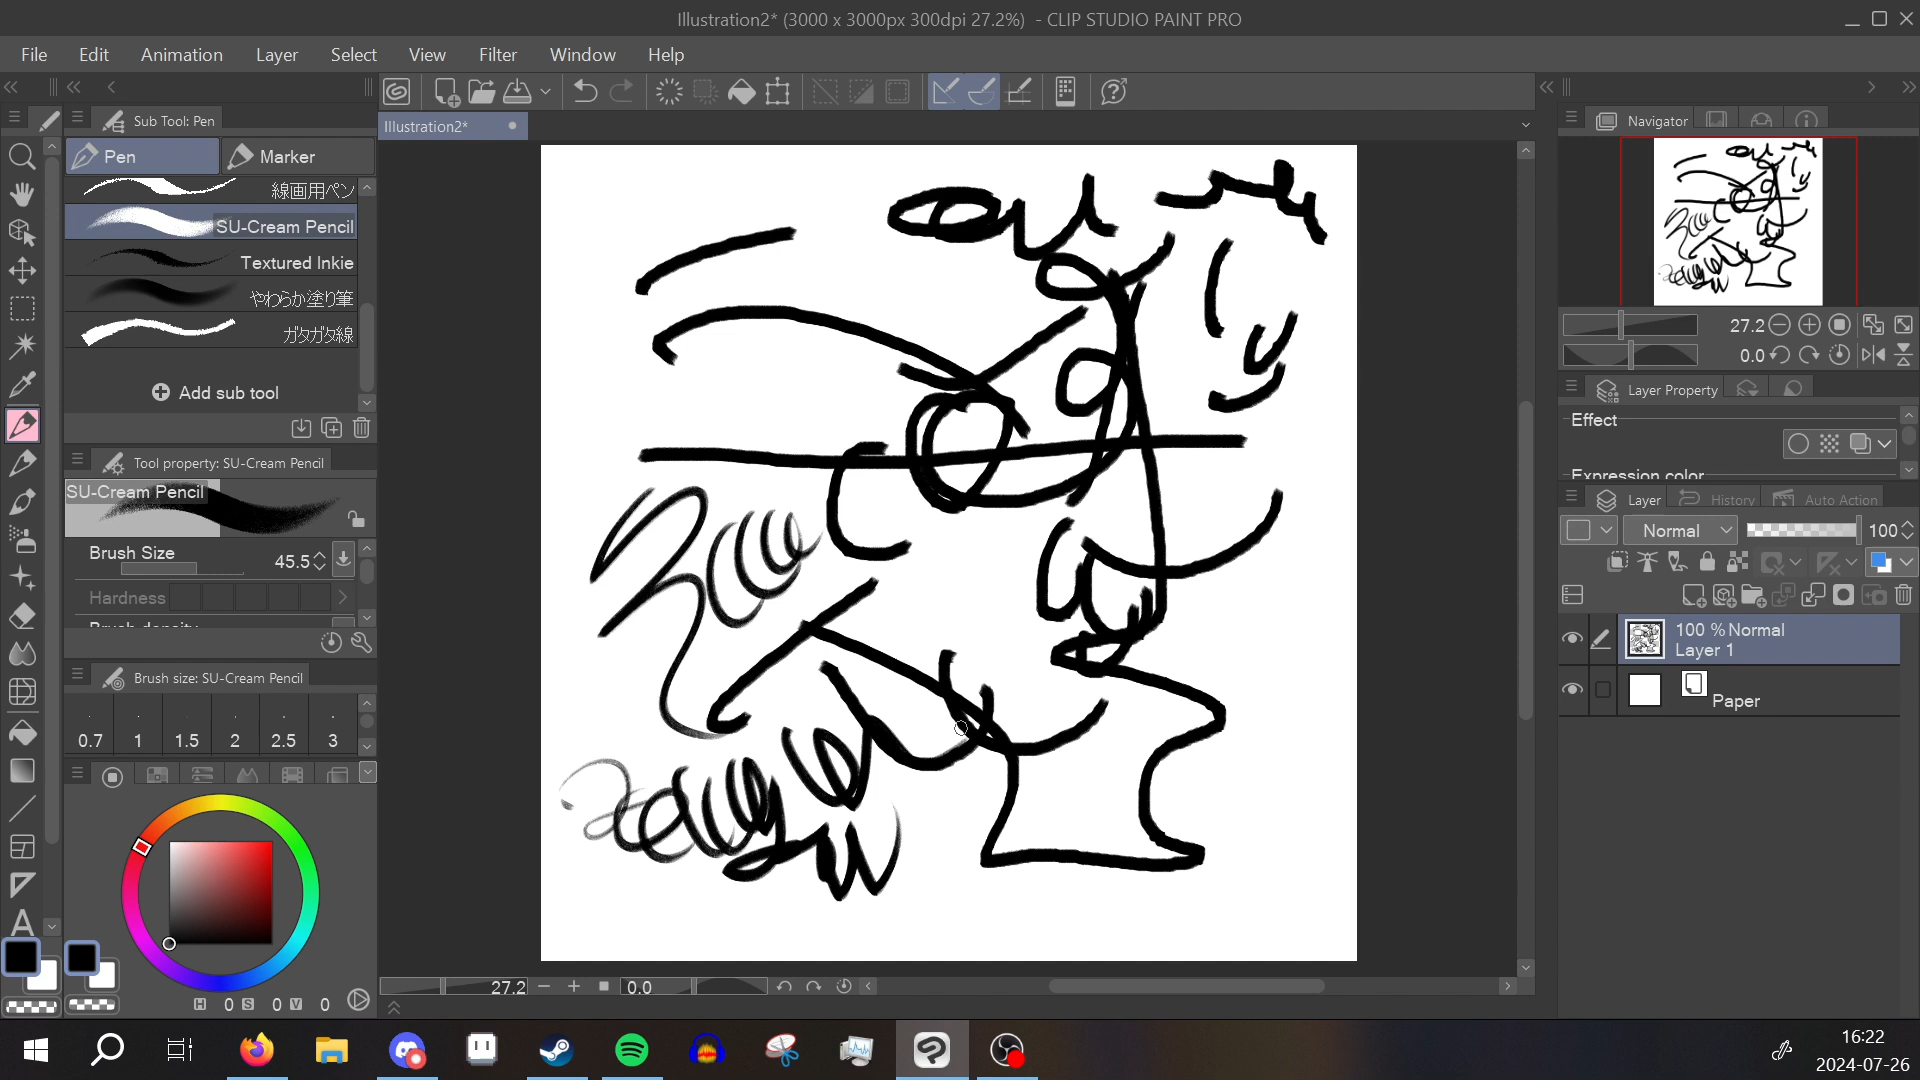 Illustration2* (3000 x 3000px 300dpi 27.2%) - CLIP STUDIO PAINT PRO
File Edit Animation Layer Select View Filter Window Help
Sub Tool: Pen
Illustration2*
Navigator
Pen Marker
線画用ペン
SU-Cream Pencil
Textured Inkie
やわらか塗り筆
ガタガタ線
Add sub tool
Tool property: SU-Cream Pencil
SU-Cream Pencil
Brush Size 45.5
Hardness
Brush density
Brush size: SU-Cream Pencil
0.7 1 1.5 2 2.5 3
H 0 S 0 V 0
27.2 0.0
27.2
0.0
Layer Property
Effect
Expression color
Layer History Auto Action
Normal 100
100 % Normal
Layer 1
Paper
16:22
2024-07-26